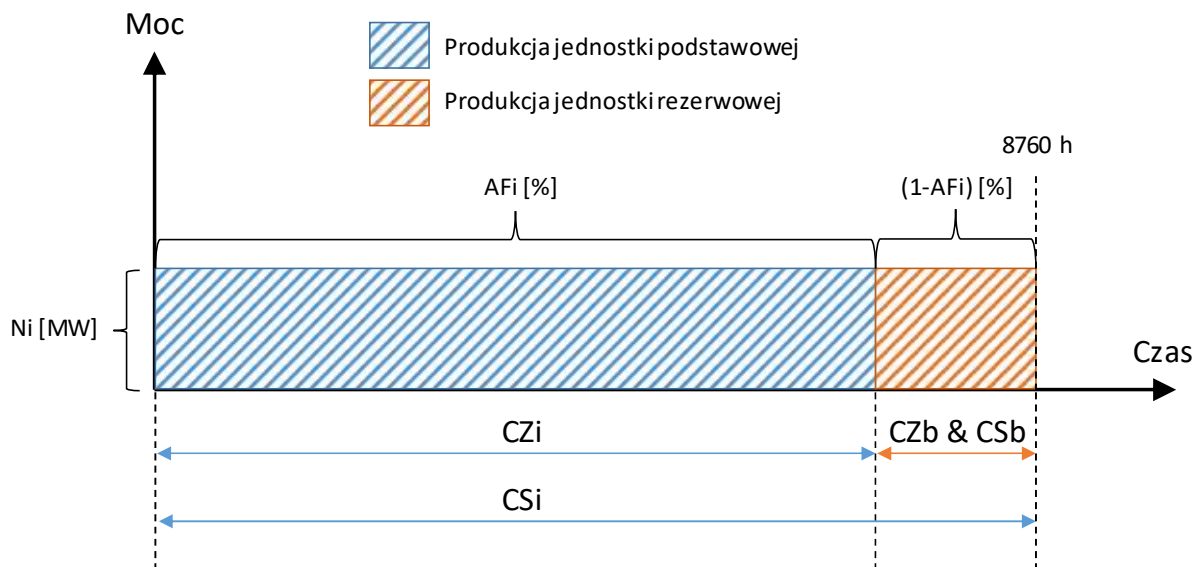 Moc
Produkcja jednostki podstawowej
Produkcja jednostki rezerwowej
8760 h
AFi [%]
(1-AFi) [%]
Ni [MW]
Czas
CZi
CZb & CSb
CSi